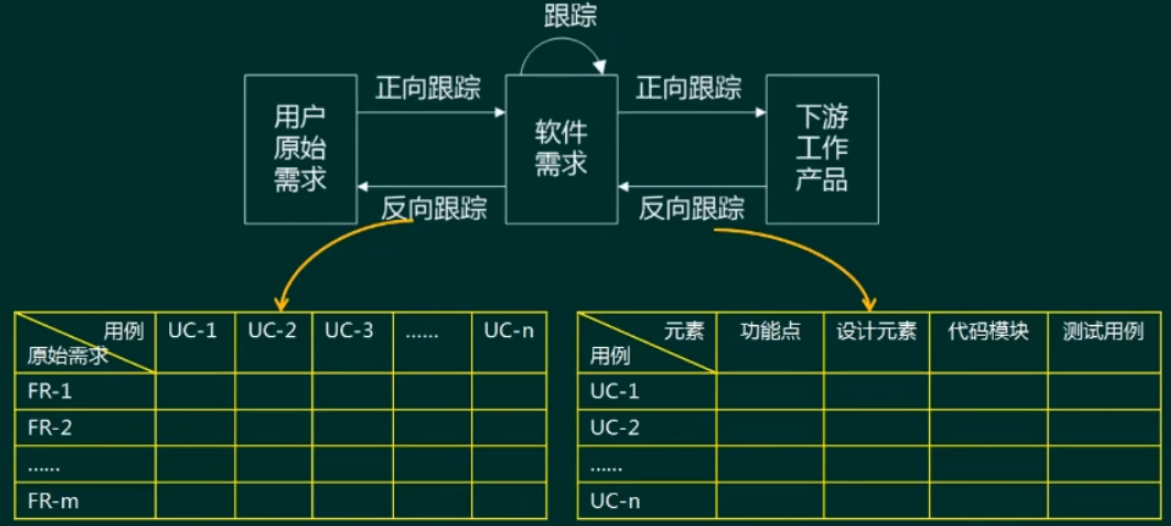 跟踪
用户
原始
需求
正向跟踪
反向跟踪
软件
需求
正向跟踪
反向跟踪
下游
工作
产品
用例 UC-1 UC-2 UC-3 ...... UC-n
原始需求
FR-1
FR-2
......
FR-m
元素 功能点 设计元素 代码模块 测试用例
用例
UC-1
UC-2
......
UC-n